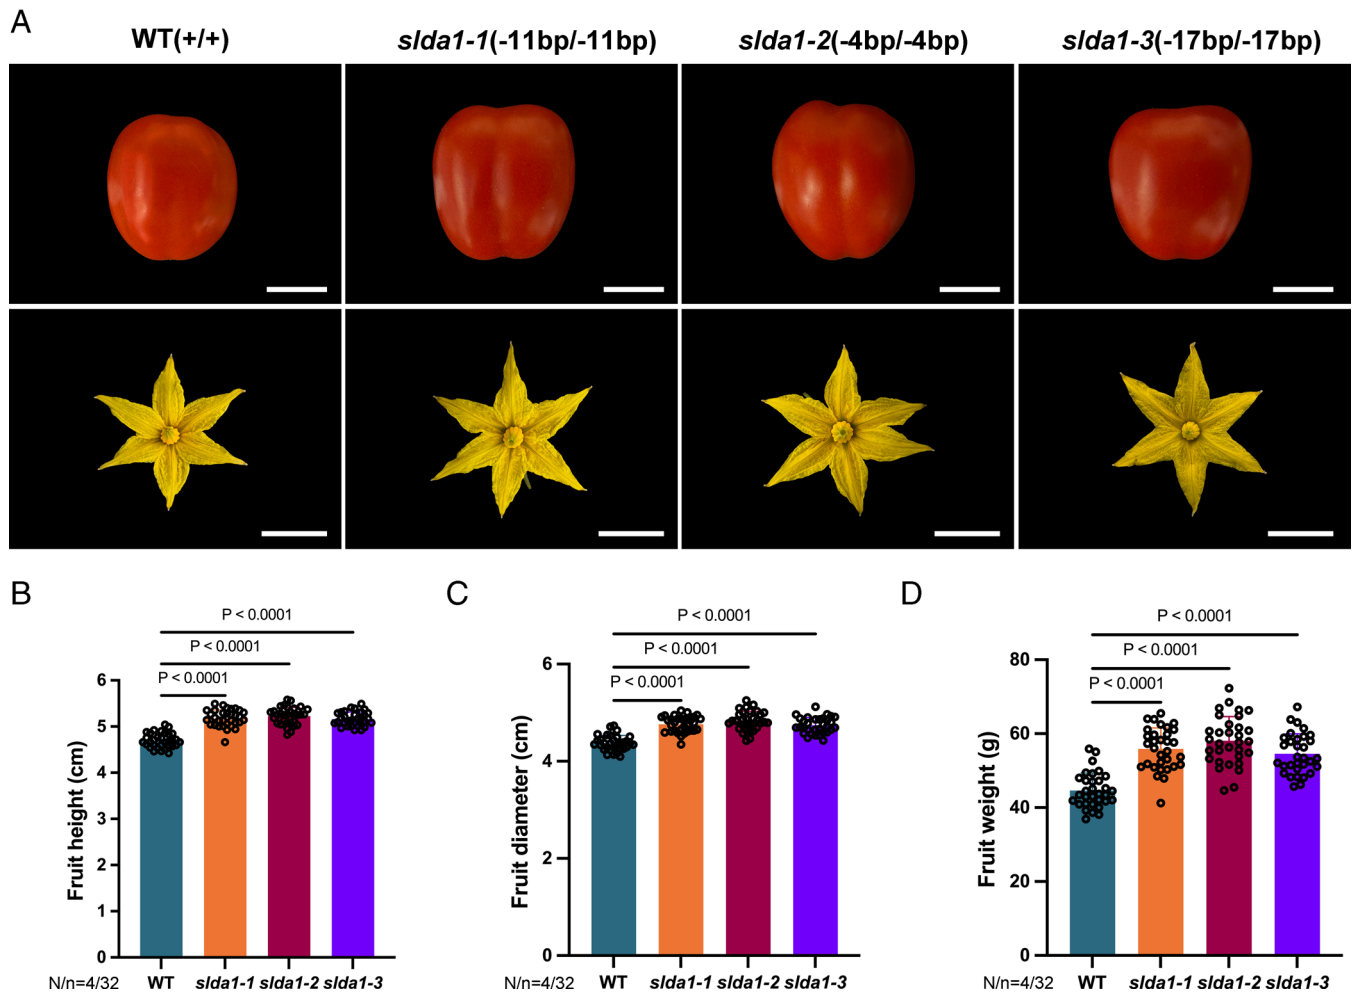 A
WT(+/+) slda1-1(-11bp/-11bp) slda1-2(-4bp/-4bp) slda1-3(-17bp/-17bp)
B
P < 0.0001
P < 0.0001
P < 0.0001
Fruit height (cm)
6
5
4
3
2
1
0
N/n=4/32 WT slda1-1 slda1-2 slda1-3
C
P < 0.0001
P < 0.0001
P < 0.0001
Fruit diameter (cm)
6
4
2
0
N/n=4/32 WT slda1-1 slda1-2 slda1-3
D
P < 0.0001
P < 0.0001
P < 0.0001
Fruit weight (g)
80
60
40
20
0
N/n=4/32 WT slda1-1 slda1-2 slda1-3